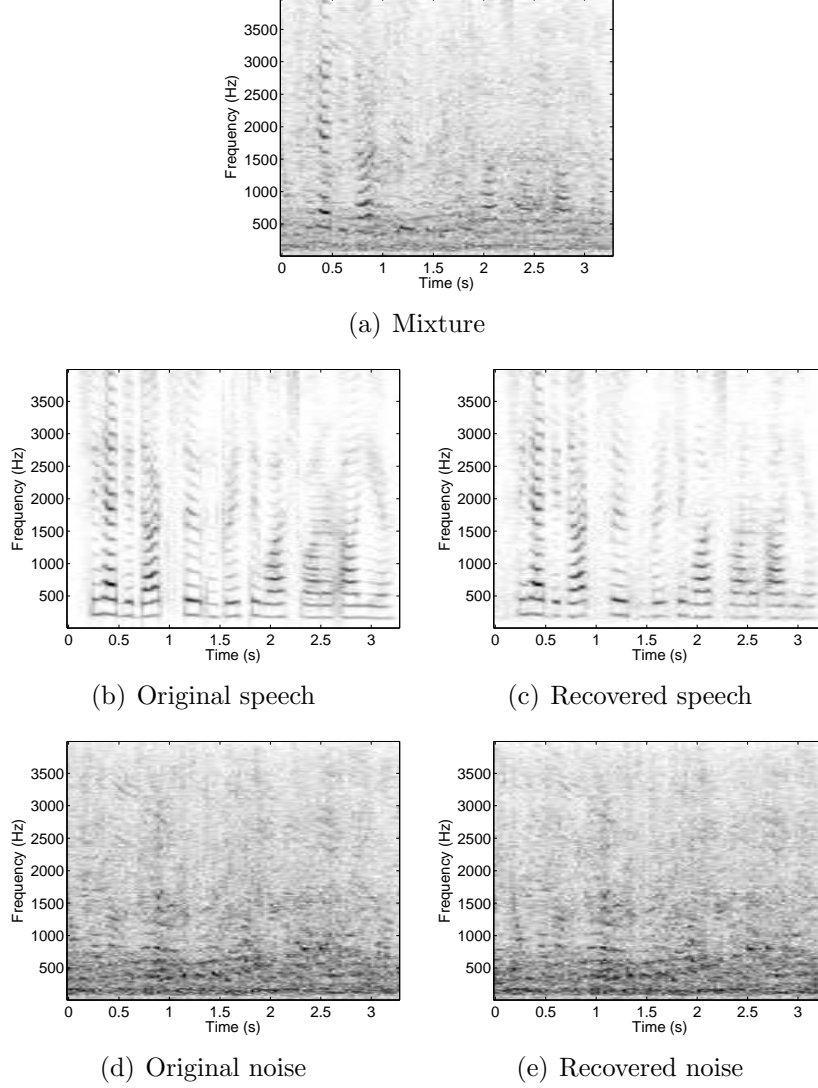 3500
3000
2500
2000
1500
1000
500
Frequency (Hz)
0 0.5 1 1.5 2 2.5 3
Time (s)
(a) Mixture
3500
3000
2500
2000
1500
1000
500
Frequency (Hz)
0 0.5 1 1.5 2 2.5 3
Time (s)
(b) Original speech
3500
3000
2500
2000
1500
1000
500
Frequency (Hz)
0 0.5 1 1.5 2 2.5 3
Time (s)
(c) Recovered speech
3500
3000
2500
2000
1500
1000
500
Frequency (Hz)
0 0.5 1 1.5 2 2.5 3
Time (s)
(d) Original noise
3500
3000
2500
2000
1500
1000
500
Frequency (Hz)
0 0.5 1 1.5 2 2.5 3
Time (s)
(e) Recovered noise